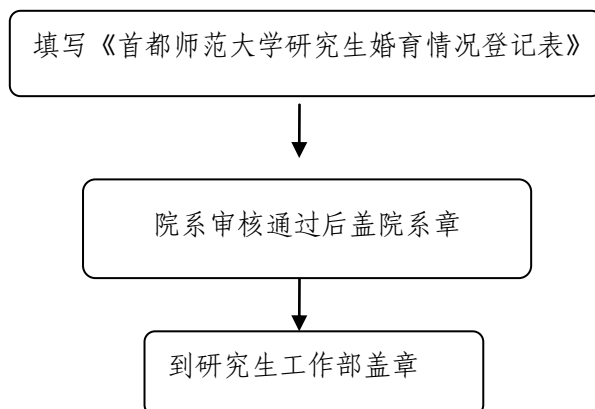 填写《首都师范大学研究生婚育情况登记表》
院系审核通过后盖院系章
到研究生工作部盖章